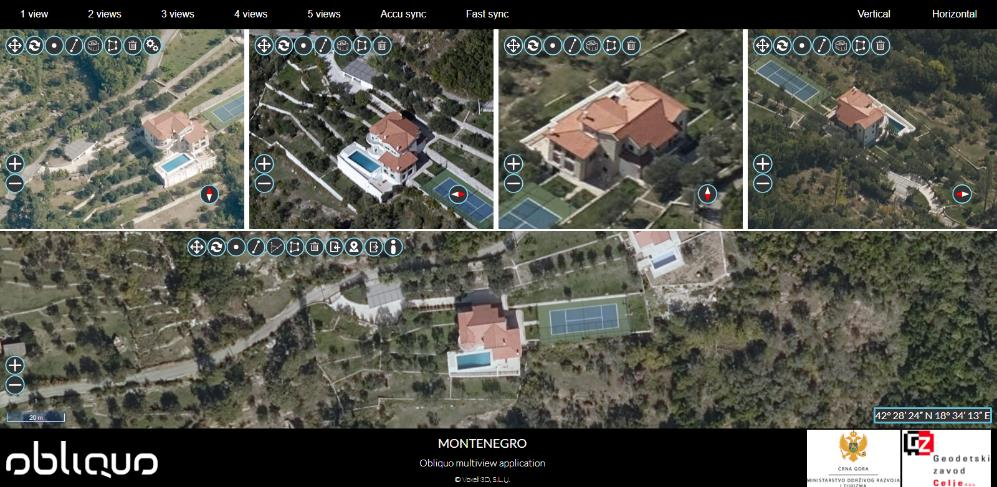 1 view 2 views 3 views 4 views 5 views Accu sync Fast sync Vertical Horizontal
20 m
42° 28' 24" N 18° 34' 13" E
obliquo
MONTENEGRO
Obliquo multiview application
© Voxel 3D, S.L.U.
CRNA GORA
MINISTARSTVO ODRŽIVOG RAZVOJA
I TURIZMA
GZ
Geodetski
zavod
Celje d.o.o.